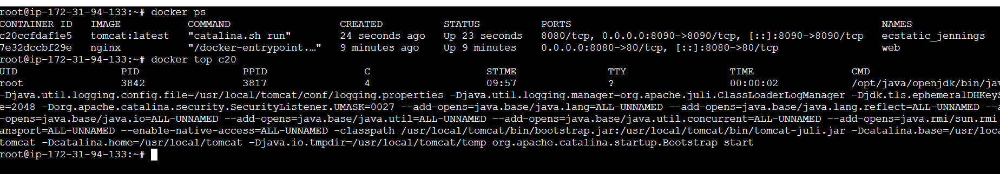 root@ip-172-31-94-133:~# docker ps
CONTAINER ID   IMAGE           COMMAND                  CREATED          STATUS          PORTS                                                   NAMES
c20ccfdaf1e5   tomcat:latest   "catalina.sh run"        24 seconds ago   Up 23 seconds   8080/tcp, 0.0.0.0:8090->8090/tcp, [::]:8090->8090/tcp   ecstatic_jennings
7e32dccbf29e   nginx           "/docker-entrypoint.…"   9 minutes ago    Up 9 minutes    0.0.0.0:8080->80/tcp, [::]:8080->80/tcp                 web
root@ip-172-31-94-133:~# docker top c20
UID                 PID                 PPID                C                   STIME               TTY                 TIME                CMD
root                3842                3817                4                   09:57               ?                   00:00:02            /opt/java/openjdk/bin/jav
-Djava.util.logging.config.file=/usr/local/tomcat/conf/logging.properties -Djava.util.logging.manager=org.apache.juli.ClassLoaderLogManager -Djdk.tls.ephemeralDHKeyS
e=2048 -Dorg.apache.catalina.security.SecurityListener.UMASK=0027 --add-opens=java.base/java.lang=ALL-UNNAMED --add-opens=java.base/java.lang.reflect=ALL-UNNAMED --a
-opens=java.base/java.io=ALL-UNNAMED --add-opens=java.base/java.util=ALL-UNNAMED --add-opens=java.base/java.util.concurrent=ALL-UNNAMED --add-opens=java.rmi/sun.rmi.
ansport=ALL-UNNAMED --enable-native-access=ALL-UNNAMED -classpath /usr/local/tomcat/bin/bootstrap.jar:/usr/local/tomcat/bin/tomcat-juli.jar -Dcatalina.base=/usr/loca
tomcat -Dcatalina.home=/usr/local/tomcat -Djava.io.tmpdir=/usr/local/tomcat/temp org.apache.catalina.startup.Bootstrap start
root@ip-172-31-94-133:~#